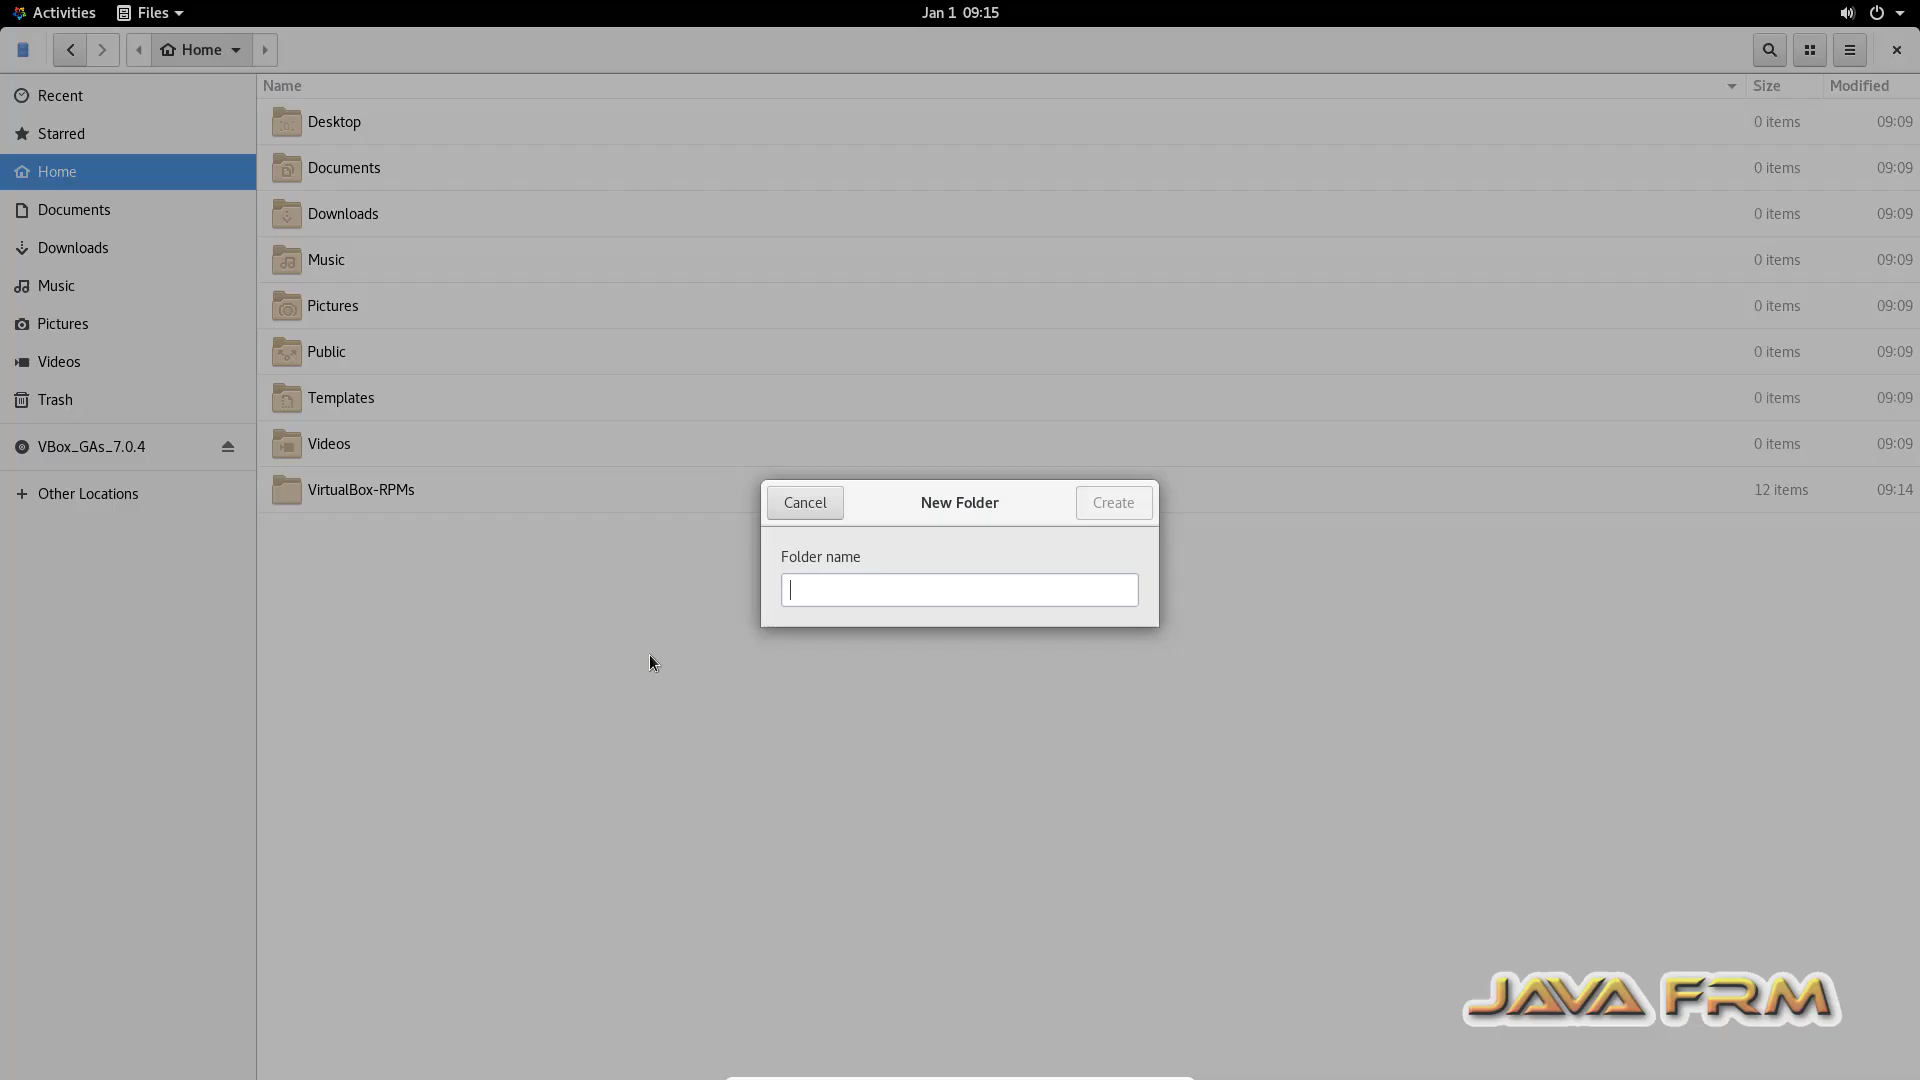 Activities Files Jan 1 09:15
Home
Name Size Modified
Recent
Starred
Home
Documents
Downloads
Music
Pictures
Videos
Trash
VBox_GAs_7.0.4
Other Locations
Desktop 0 items 09:09
Documents 0 items 09:09
Downloads 0 items 09:09
Music 0 items 09:09
Pictures 0 items 09:09
Public 0 items 09:09
Templates 0 items 09:09
Videos 0 items 09:09
VirtualBox-RPMs 12 items 09:14
Cancel New Folder Create
Folder name
JAVA FRM